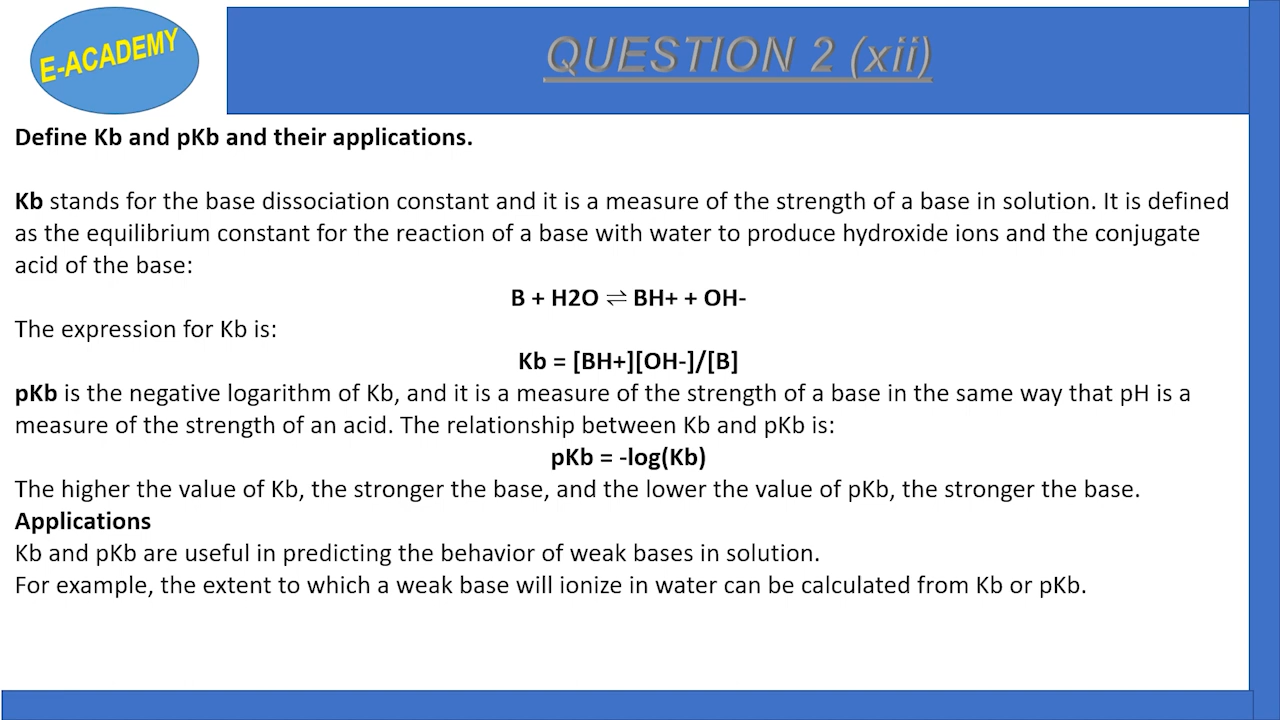 E-ACADEMY
QUESTION 2 (xii)
Define Kb and pKb and their applications.
Kb stands for the base dissociation constant and it is a measure of the strength of a base in solution. It is defined
as the equilibrium constant for the reaction of a base with water to produce hydroxide ions and the conjugate
acid of the base:
B + H2O ⇌ BH+ + OH-
The expression for Kb is:
Kb = [BH+][OH-]/[B]
pKb is the negative logarithm of Kb, and it is a measure of the strength of a base in the same way that pH is a
measure of the strength of an acid. The relationship between Kb and pKb is:
pKb = -log(Kb)
The higher the value of Kb, the stronger the base, and the lower the value of pKb, the stronger the base.
Applications
Kb and pKb are useful in predicting the behavior of weak bases in solution.
For example, the extent to which a weak base will ionize in water can be calculated from Kb or pKb.